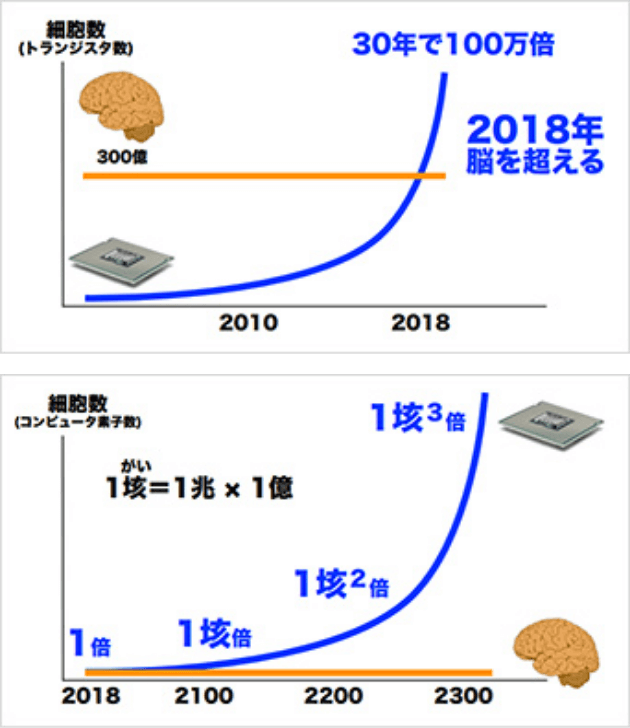 細胞数
(トランジスタ数)
30年で100万倍
2018年
脳を超える
300億
2010 2018
細胞数
(コンピュータ素子数)
1垓³倍
がい
1垓＝1兆 × 1億
1垓²倍
1垓倍
1倍
2018 2100 2200 2300